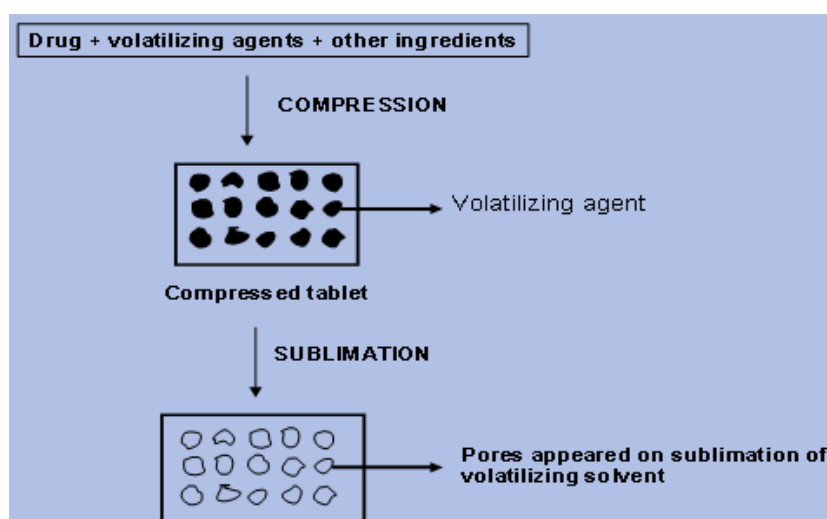 Drug + volatilizing agents + other ingredients
COMPRESSION
Volatilizing agent
Compressed tablet
SUBLIMATION
Pores appeared on sublimation of
volatilizing solvent